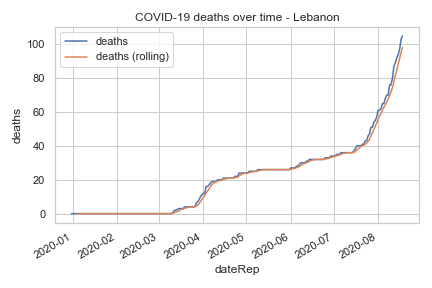 COVID-19 deaths over time - Lebanon
deaths
deaths (rolling)
100
80
60
40
20
0
deaths
2020-01
2020-02
2020-03
2020-04
2020-05
2020-06
2020-07
2020-08
dateRep